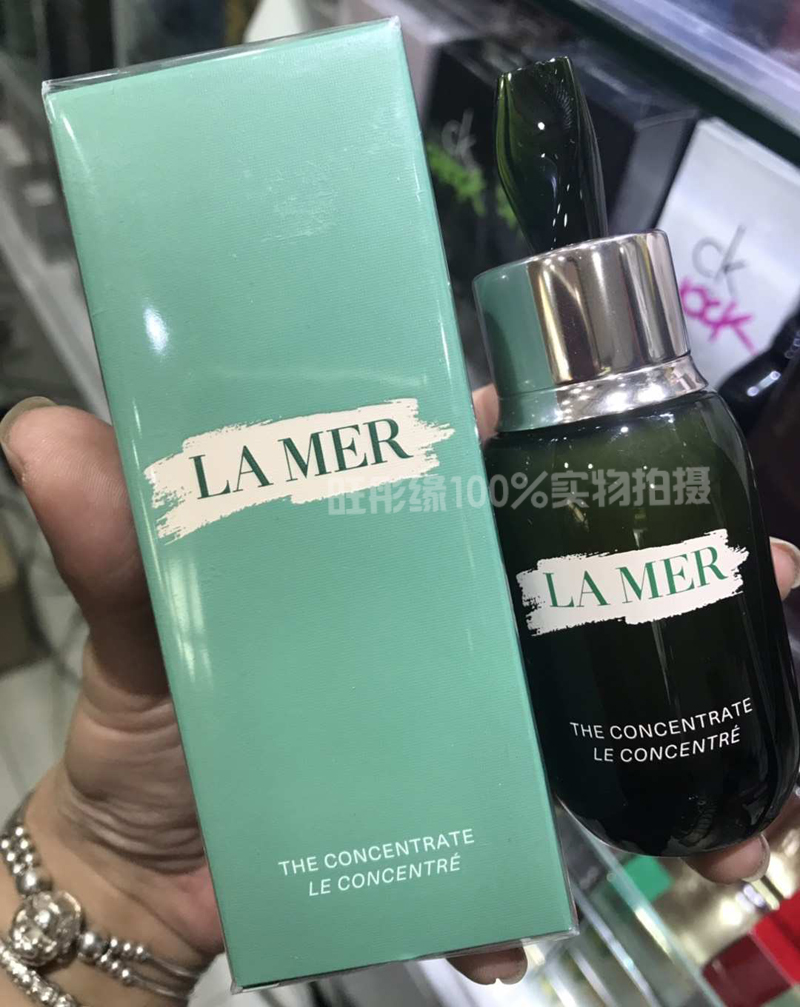 LA MER
THE CONCENTRATE
LE CONCENTRÉ
LA MER
THE CONCENTRATE
LE CONCENTRÉ
旺彤缘100%实物拍摄
ck
ck